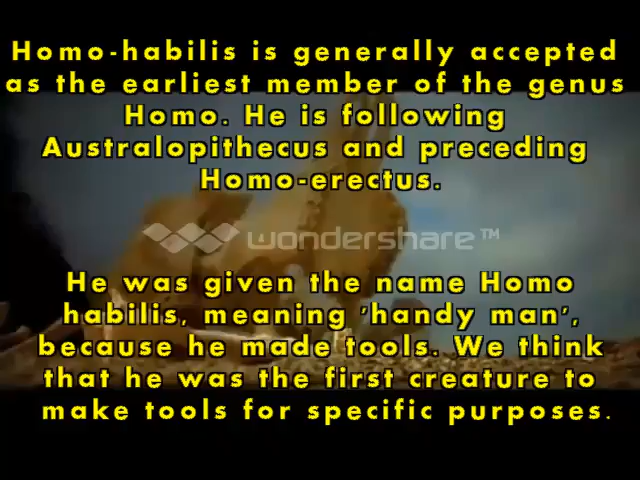 Homo-habilis is generally accepted
as the earliest member of the genus
Homo. He is following
Australopithecus and preceding
Homo-erectus.
wondershare™
He was given the name Homo
habilis, meaning 'handy man',
because he made tools. We think
that he was the first creature to
make tools for specific purposes.